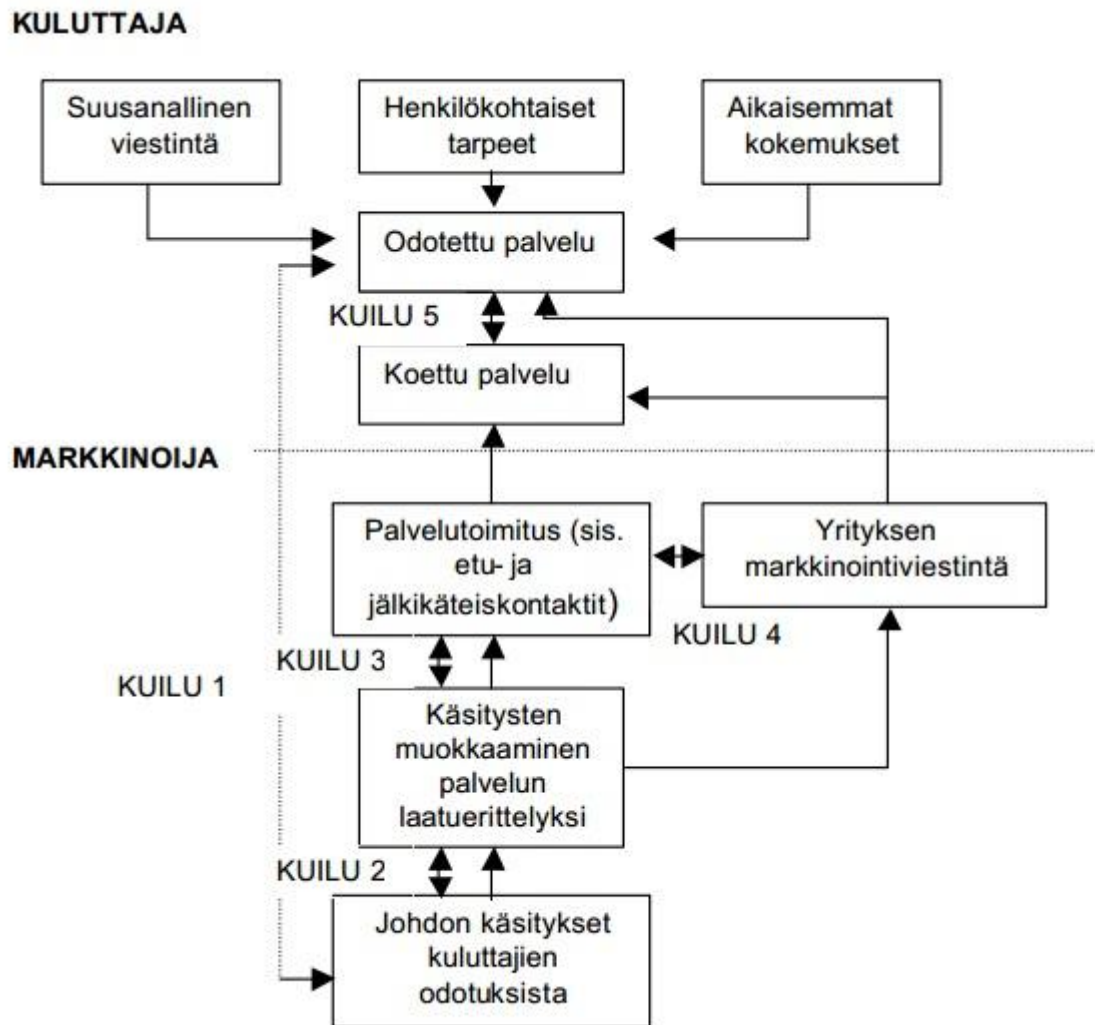 KULUTTAJA
Suusanallinen
viestintä
Henkilökohtaiset
tarpeet
Aikaisemmat
kokemukset
Odotettu palvelu
KUILU 5
Koettu palvelu
MARKKINOIJA
Palvelutoimitus (sis.
etu- ja
jälkikäteiskontaktit)
Yrityksen
markkinointiviestintä
KUILU 4
KUILU 3
KUILU 1
Käsitysten
muokkaaminen
palvelun
laatuerittelyksi
KUILU 2
Johdon käsitykset
kuluttajien
odotuksista